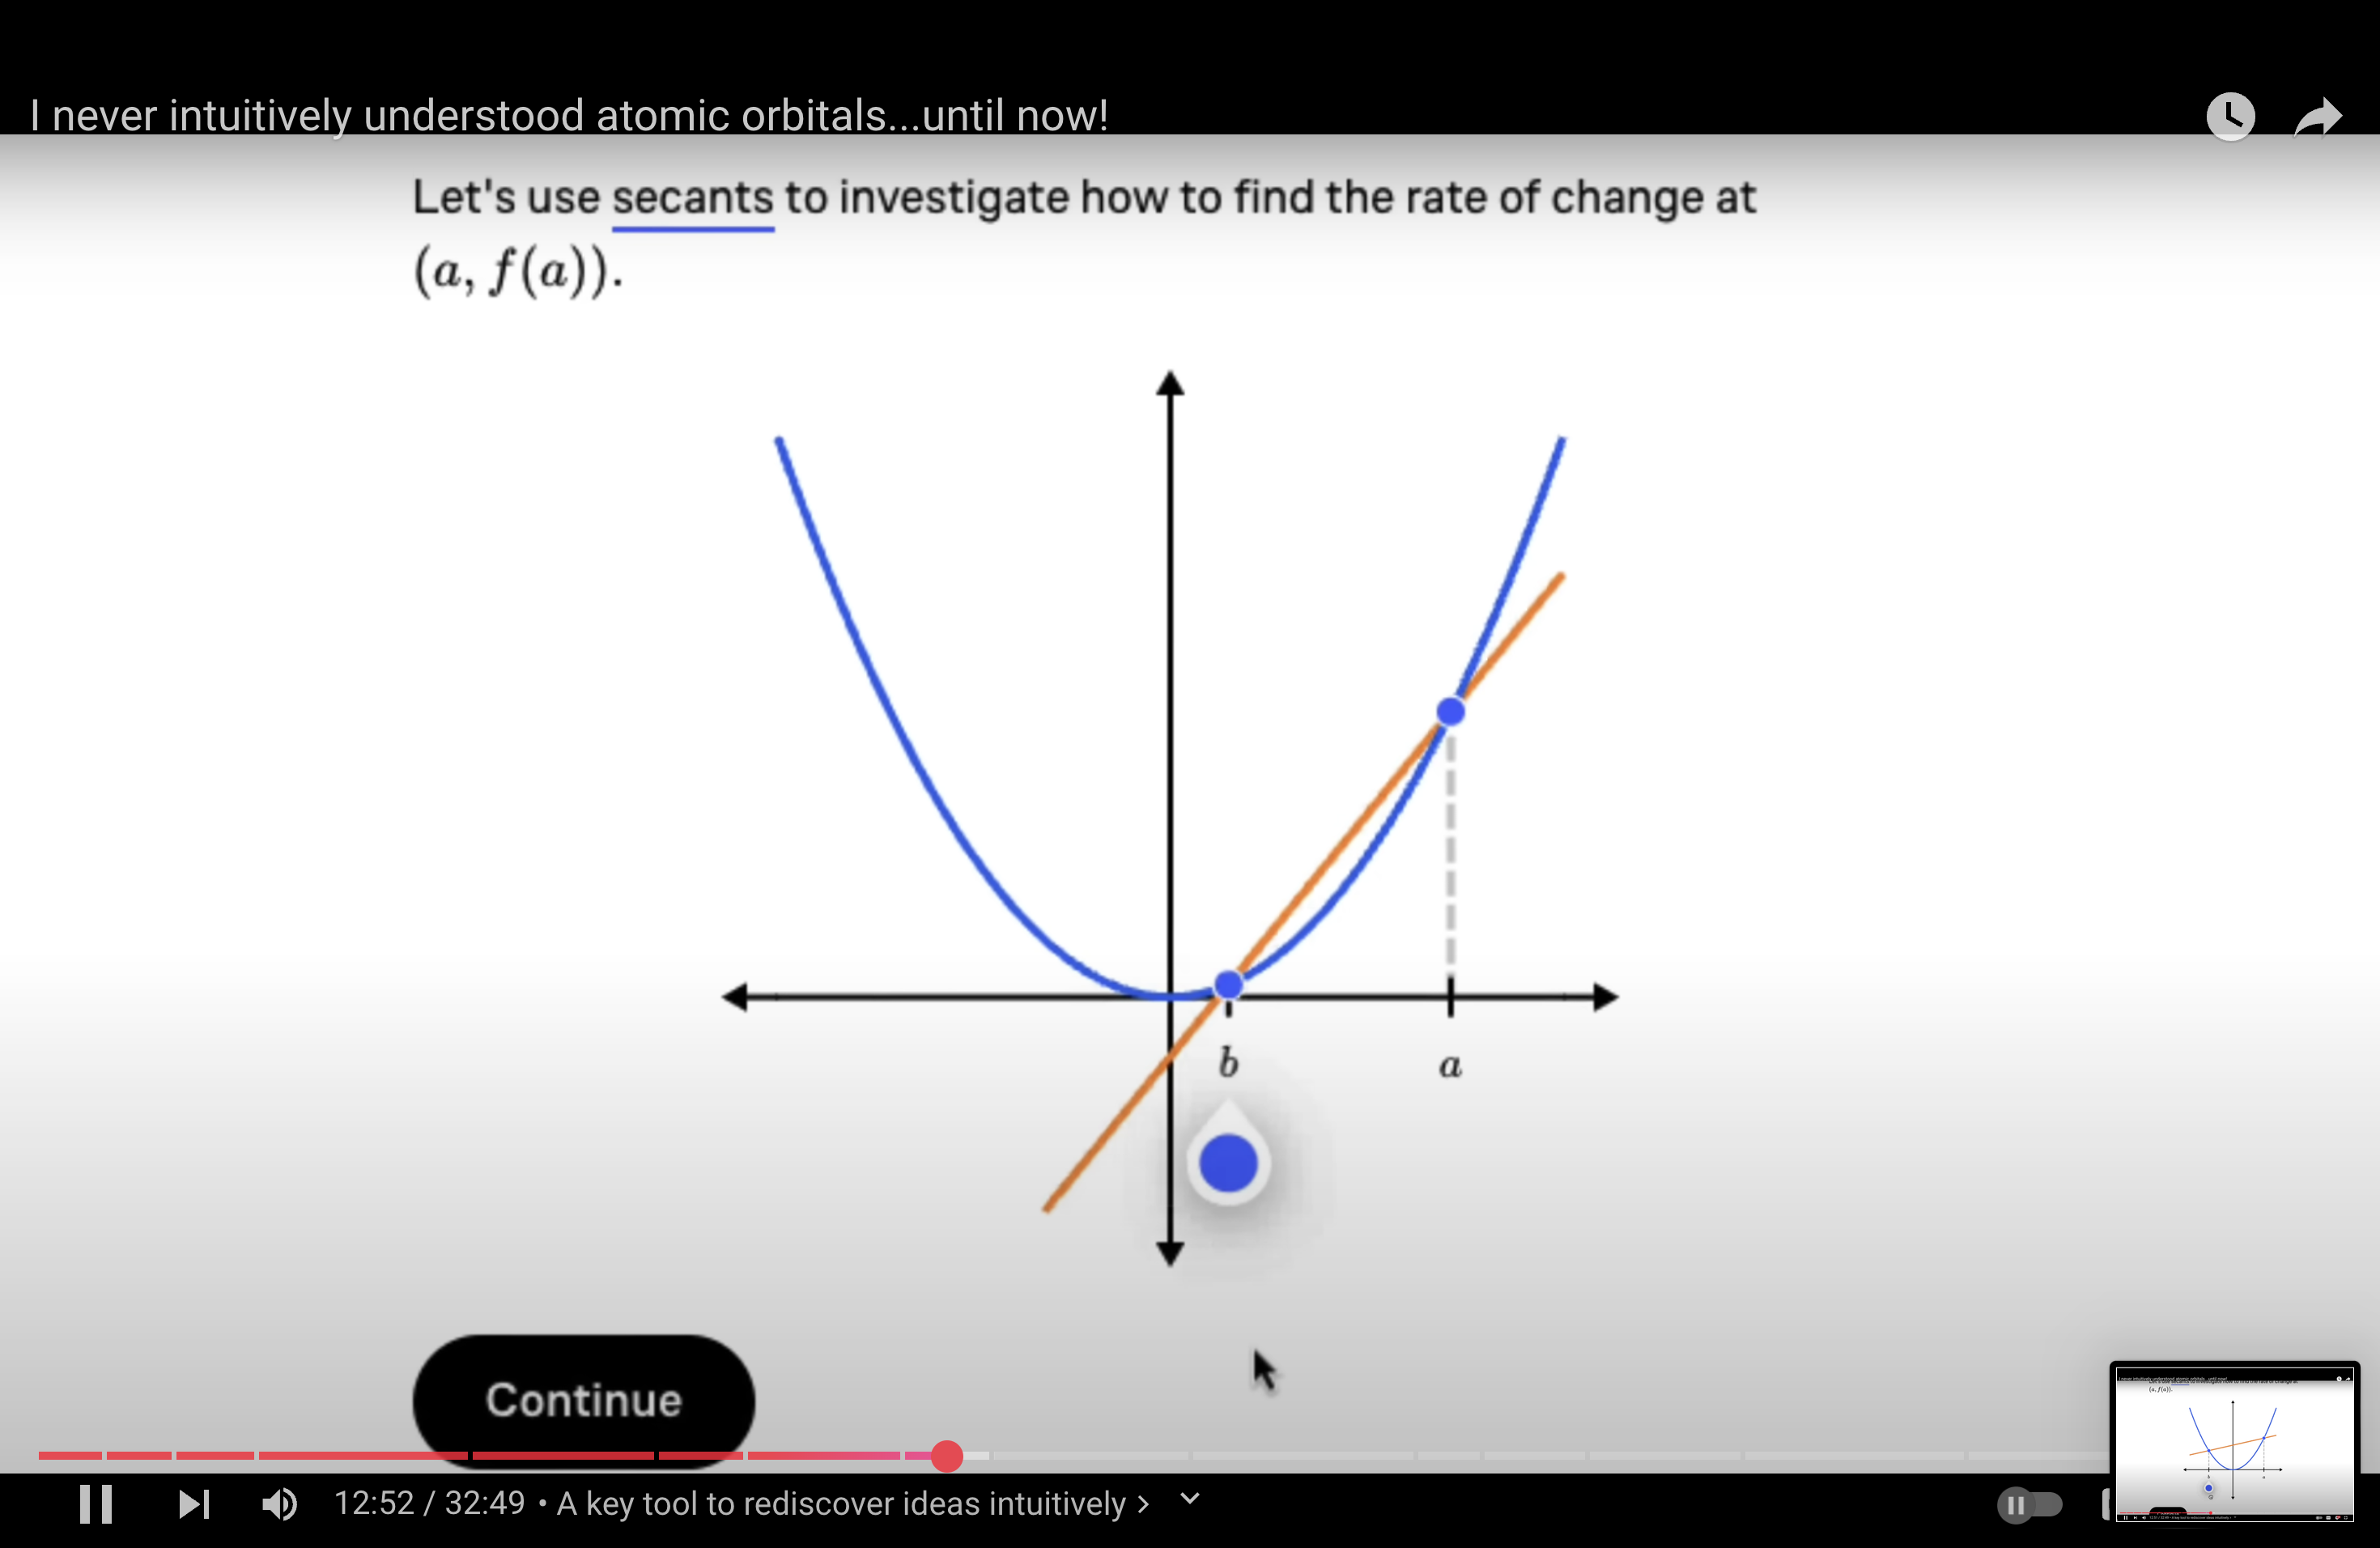 I never intuitively understood atomic orbitals...until now!
Let's use secants to investigate how to find the rate of change at
(a, f(a)).
b
a
Continue
12:52 / 32:49 • A key tool to rediscover ideas intuitively >